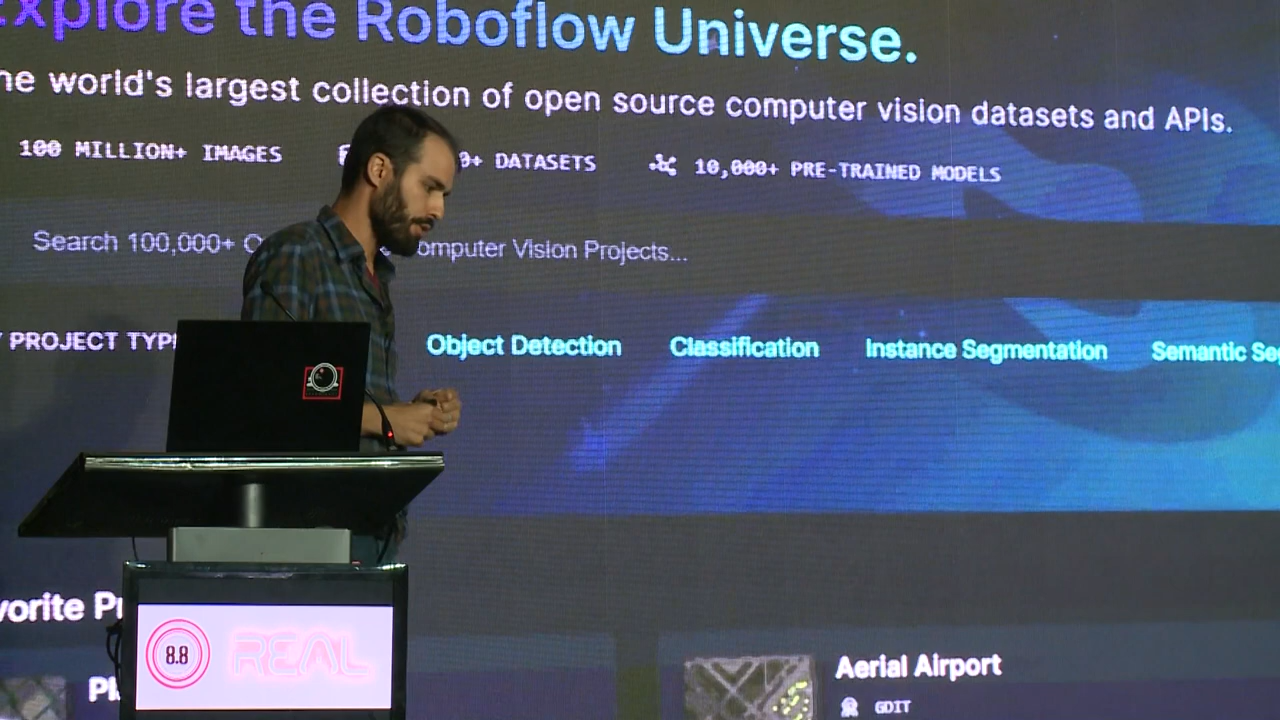 xplore the Roboflow Universe.
he world's largest collection of open source computer vision datasets and APIs.
100 MILLION+ IMAGES 0+ DATASETS 10,000+ PRE-TRAINED MODELS
Search 100,000+ omputer Vision Projects...
PROJECT TYP Object Detection Classification Instance Segmentation Semantic Se
vorite Pr
Aerial Airport
GDIT
8.8 REAL